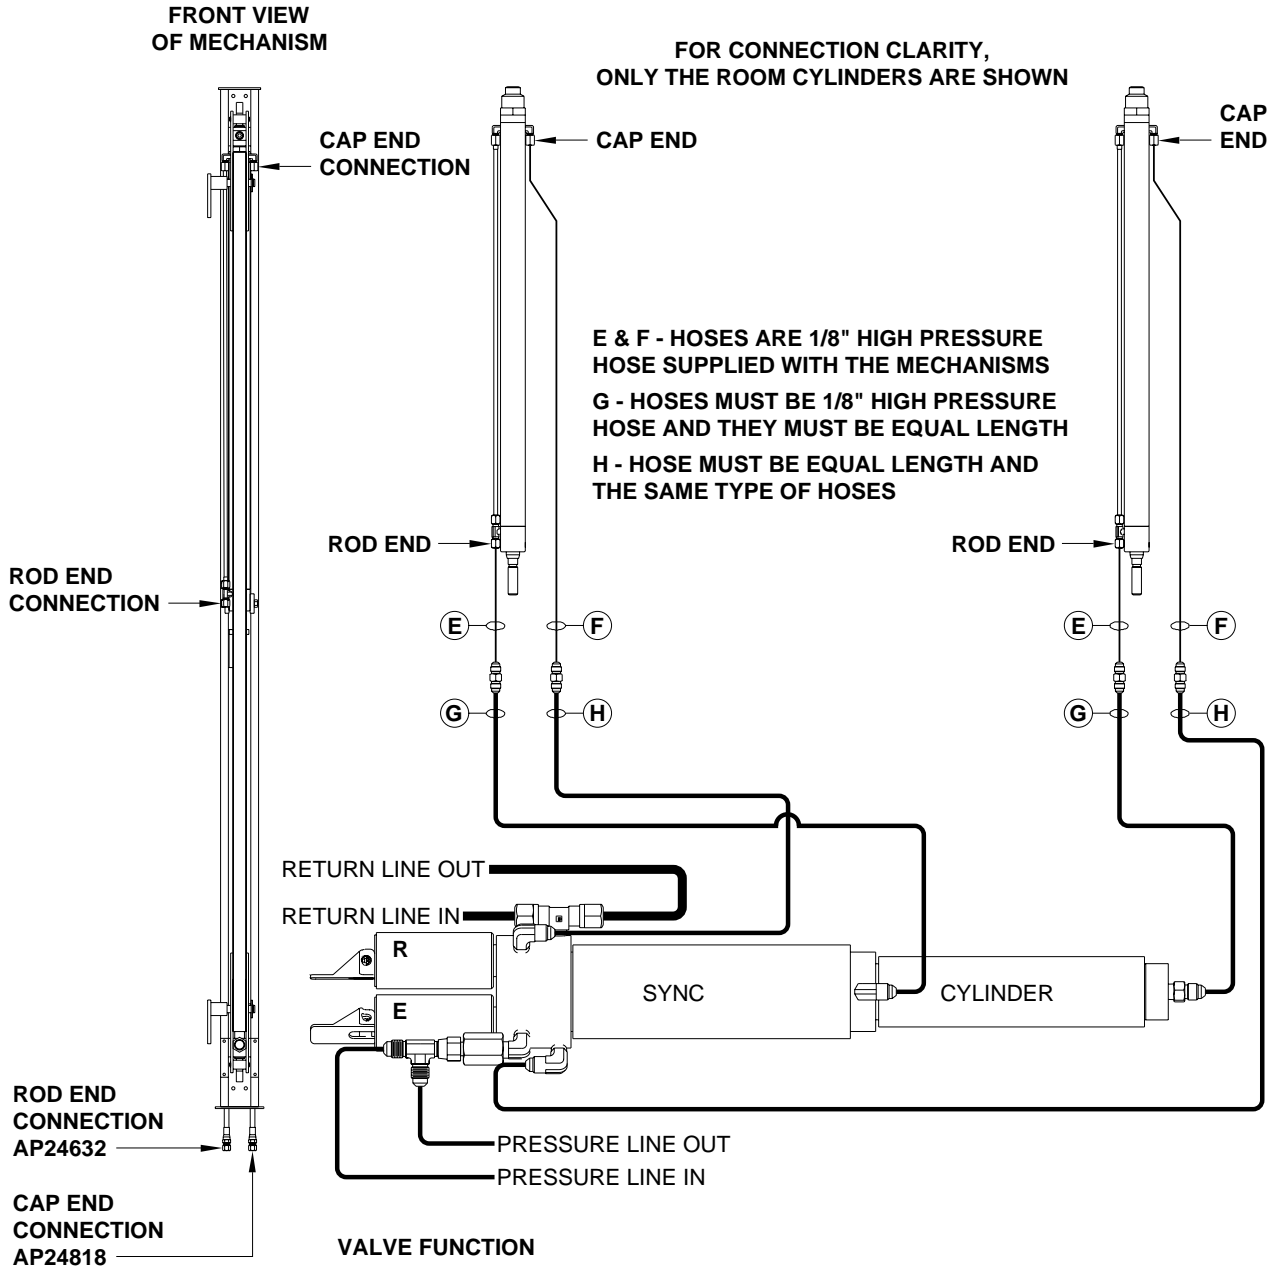 FRONT VIEW
OF MECHANISM
FOR CONNECTION CLARITY,
ONLY THE ROOM CYLINDERS ARE SHOWN
CAP END
CONNECTION
CAP END
CAP
END
E & F - HOSES ARE 1/8" HIGH PRESSURE
HOSE SUPPLIED WITH THE MECHANISMS
G - HOSES MUST BE 1/8" HIGH PRESSURE
HOSE AND THEY MUST BE EQUAL LENGTH
H - HOSE MUST BE EQUAL LENGTH AND
THE SAME TYPE OF HOSES
ROD END
ROD END
ROD END
CONNECTION
E
F
E
F
G
H
G
H
RETURN LINE OUT
RETURN LINE IN
R
E
SYNC
CYLINDER
ROD END
CONNECTION
AP24632
PRESSURE LINE OUT
PRESSURE LINE IN
CAP END
CONNECTION
AP24818
VALVE FUNCTION